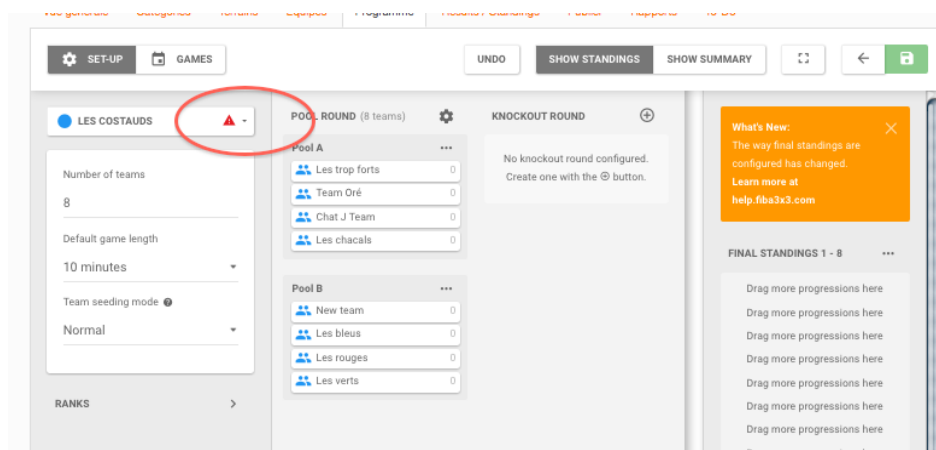 SET-UP
GAMES
UNDO
SHOW STANDINGS
SHOW SUMMARY
LES COSTAUDS
Number of teams
8
Default game length
10 minutes
Team seeding mode
Normal
RANKS
POOL ROUND (8 teams)
Pool A
Les trop forts 0
Team Oré 0
Chat J Team 0
Les chacals 0
Pool B
New team 0
Les bleus 0
Les rouges 0
Les verts 0
KNOCKOUT ROUND
No knockout round configured.
Create one with the ⊕ button.
What's New:
The way final standings are
configured has changed.
Learn more at
help.fiba3x3.com
FINAL STANDINGS 1 - 8
Drag more progressions here
Drag more progressions here
Drag more progressions here
Drag more progressions here
Drag more progressions here
Drag more progressions here
Drag more progressions here